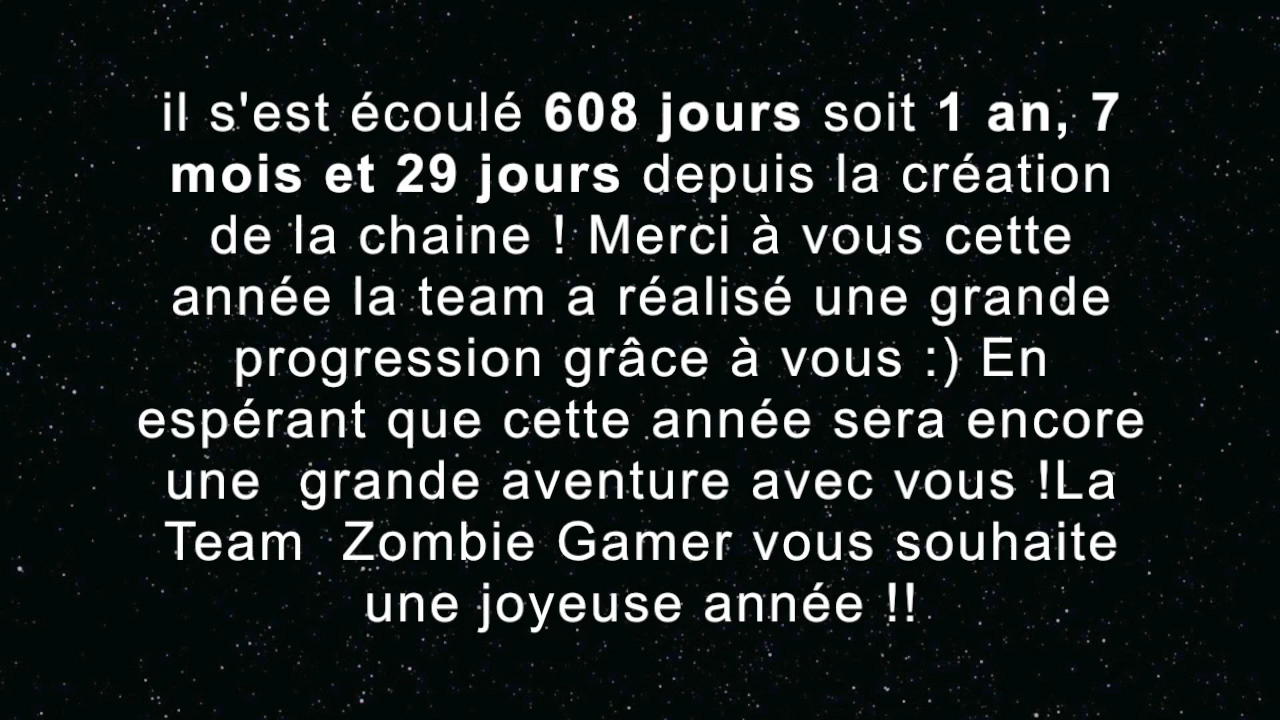 il s'est écoulé 608 jours soit 1 an, 7
mois et 29 jours depuis la création
de la chaine ! Merci à vous cette
année la team a réalisé une grande
progression grâce à vous :) En
espérant que cette année sera encore
une  grande aventure avec vous !La
Team  Zombie Gamer vous souhaite
une joyeuse année !!